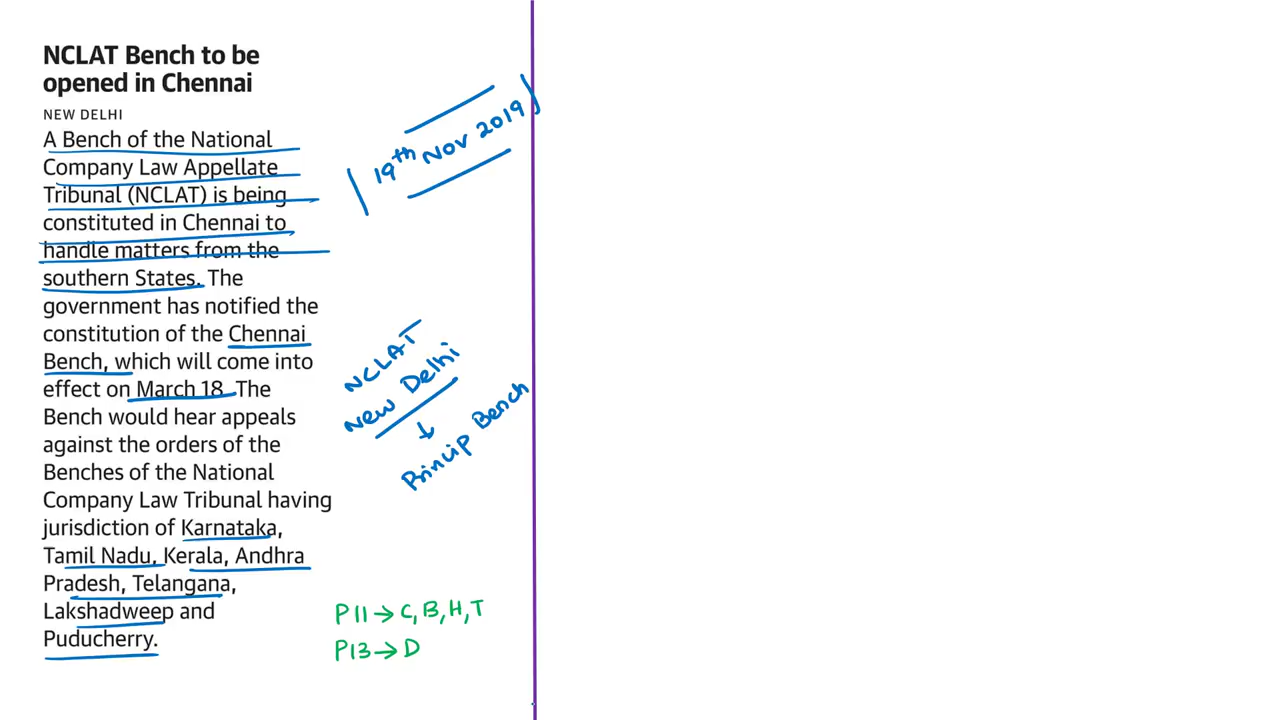 NCLAT Bench to be
opened in Chennai
NEW DELHI
A Bench of the National
Company Law Appellate
Tribunal (NCLAT) is being
constituted in Chennai to
handle matters from the
southern States. The
government has notified the
constitution of the Chennai
Bench, which will come into
effect on March 18. The
Bench would hear appeals
against the orders of the
Benches of the National
Company Law Tribunal having
jurisdiction of Karnataka,
Tamil Nadu, Kerala, Andhra
Pradesh, Telangana,
Lakshadweep and
Puducherry.
19th Nov 2019
NCLAT
New Delhi
↓
Princip Bench
P11 → C, B, H, T
P13 → D